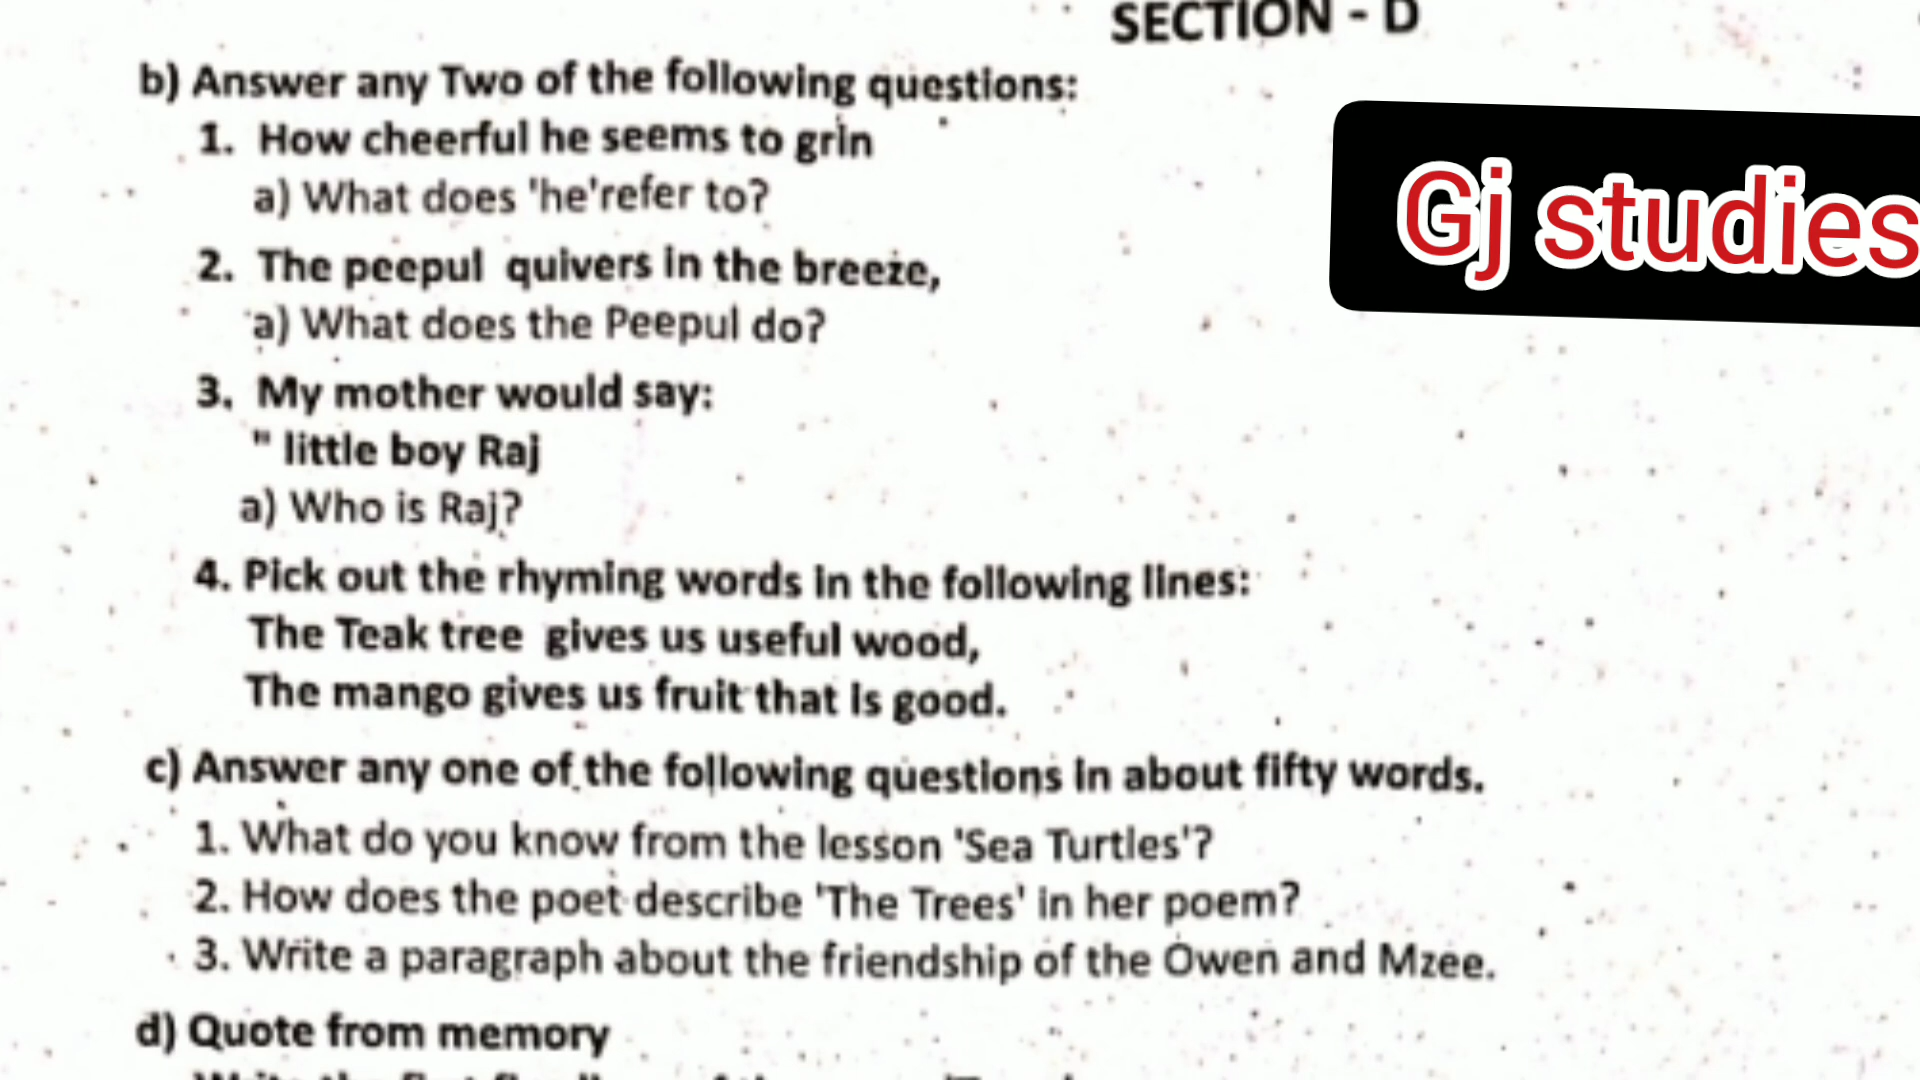 SECTION - D
b) Answer any Two of the following questions:
1. How cheerful he seems to grin
a) What does 'he'refer to?
Gj studies
2. The peepul quivers in the breeze,
a) What does the Peepul do?
3. My mother would say:
" little boy Raj
a) Who is Raj?
4. Pick out the rhyming words in the following lines:
The Teak tree gives us useful wood,
The mango gives us fruit that is good.
c) Answer any one of the following questions in about fifty words.
1. What do you know from the lesson 'Sea Turtles'?
2. How does the poet describe 'The Trees' in her poem?
3. Write a paragraph about the friendship of the Owen and Mzee.
d) Quote from memory